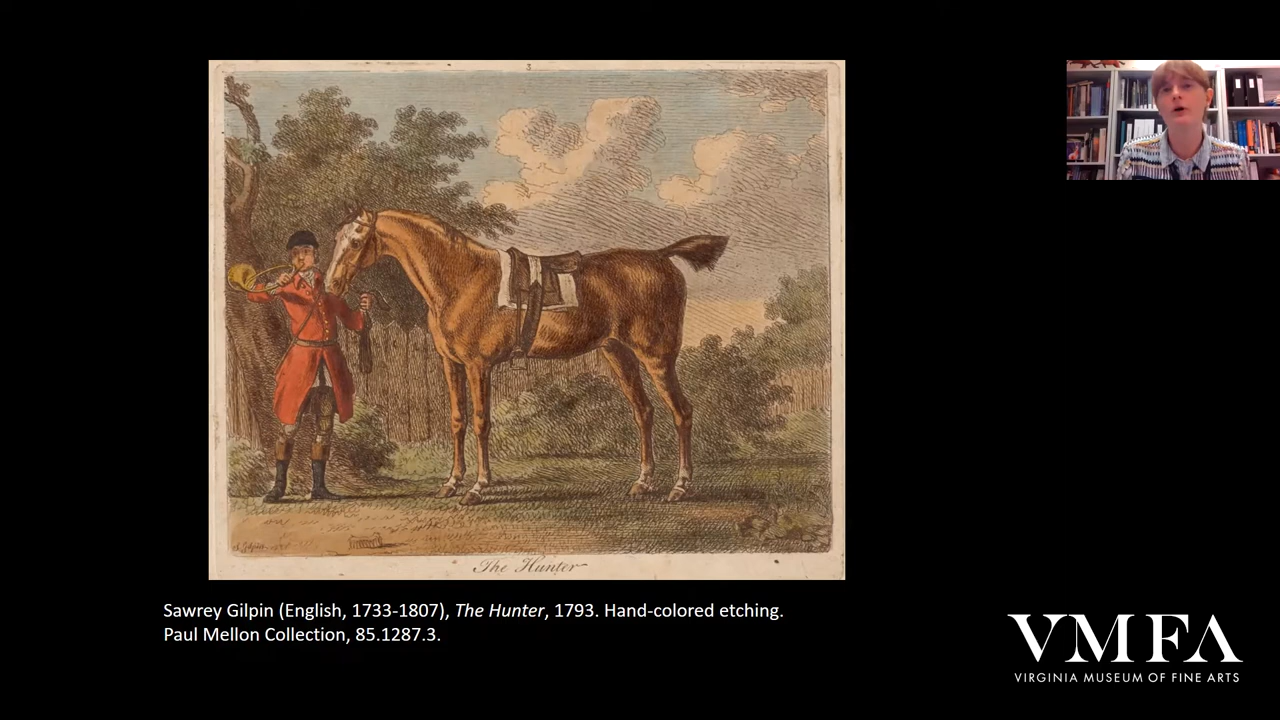 3
The Hunter
Sawrey Gilpin (English, 1733-1807), The Hunter, 1793. Hand-colored etching.
Paul Mellon Collection, 85.1287.3.
VMFA
VIRGINIA MUSEUM OF FINE ARTS